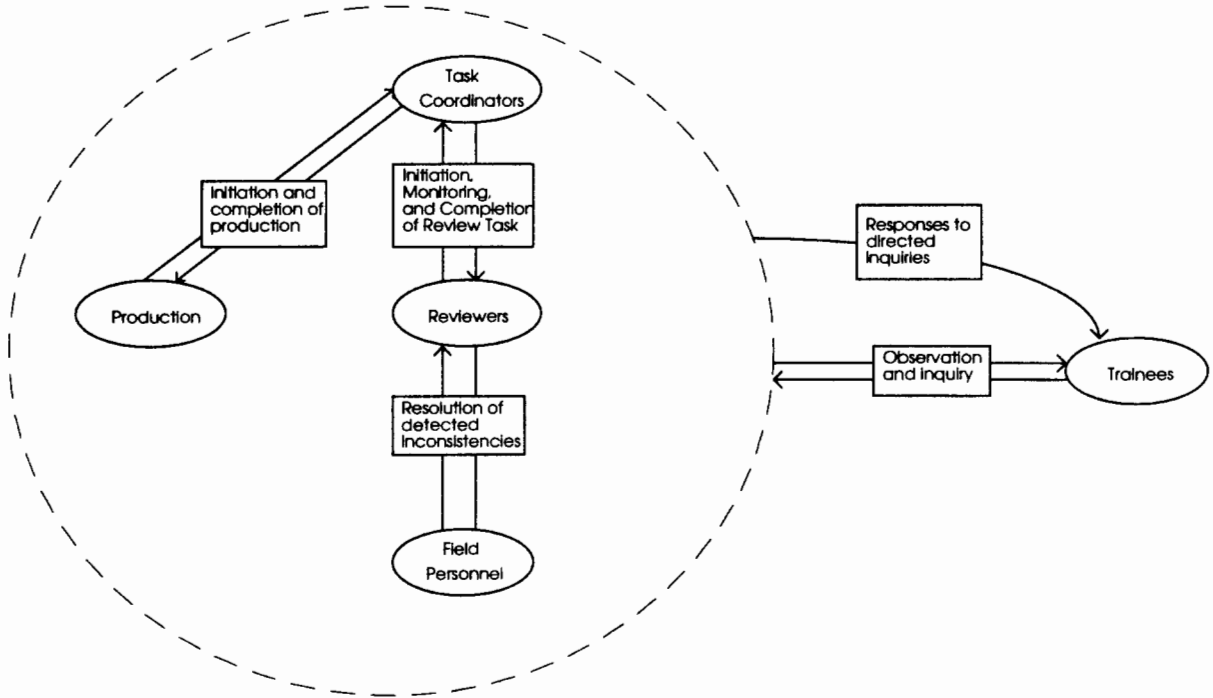 Task
Coordinators
Initiation and
completion of
production
Initiation,
Monitoring,
and Completion
of Review Task
Responses to
directed
inquiries
Production
Reviewers
Observation
and inquiry
Trainees
Resolution of
detected
inconsistencies
Field
Personnel